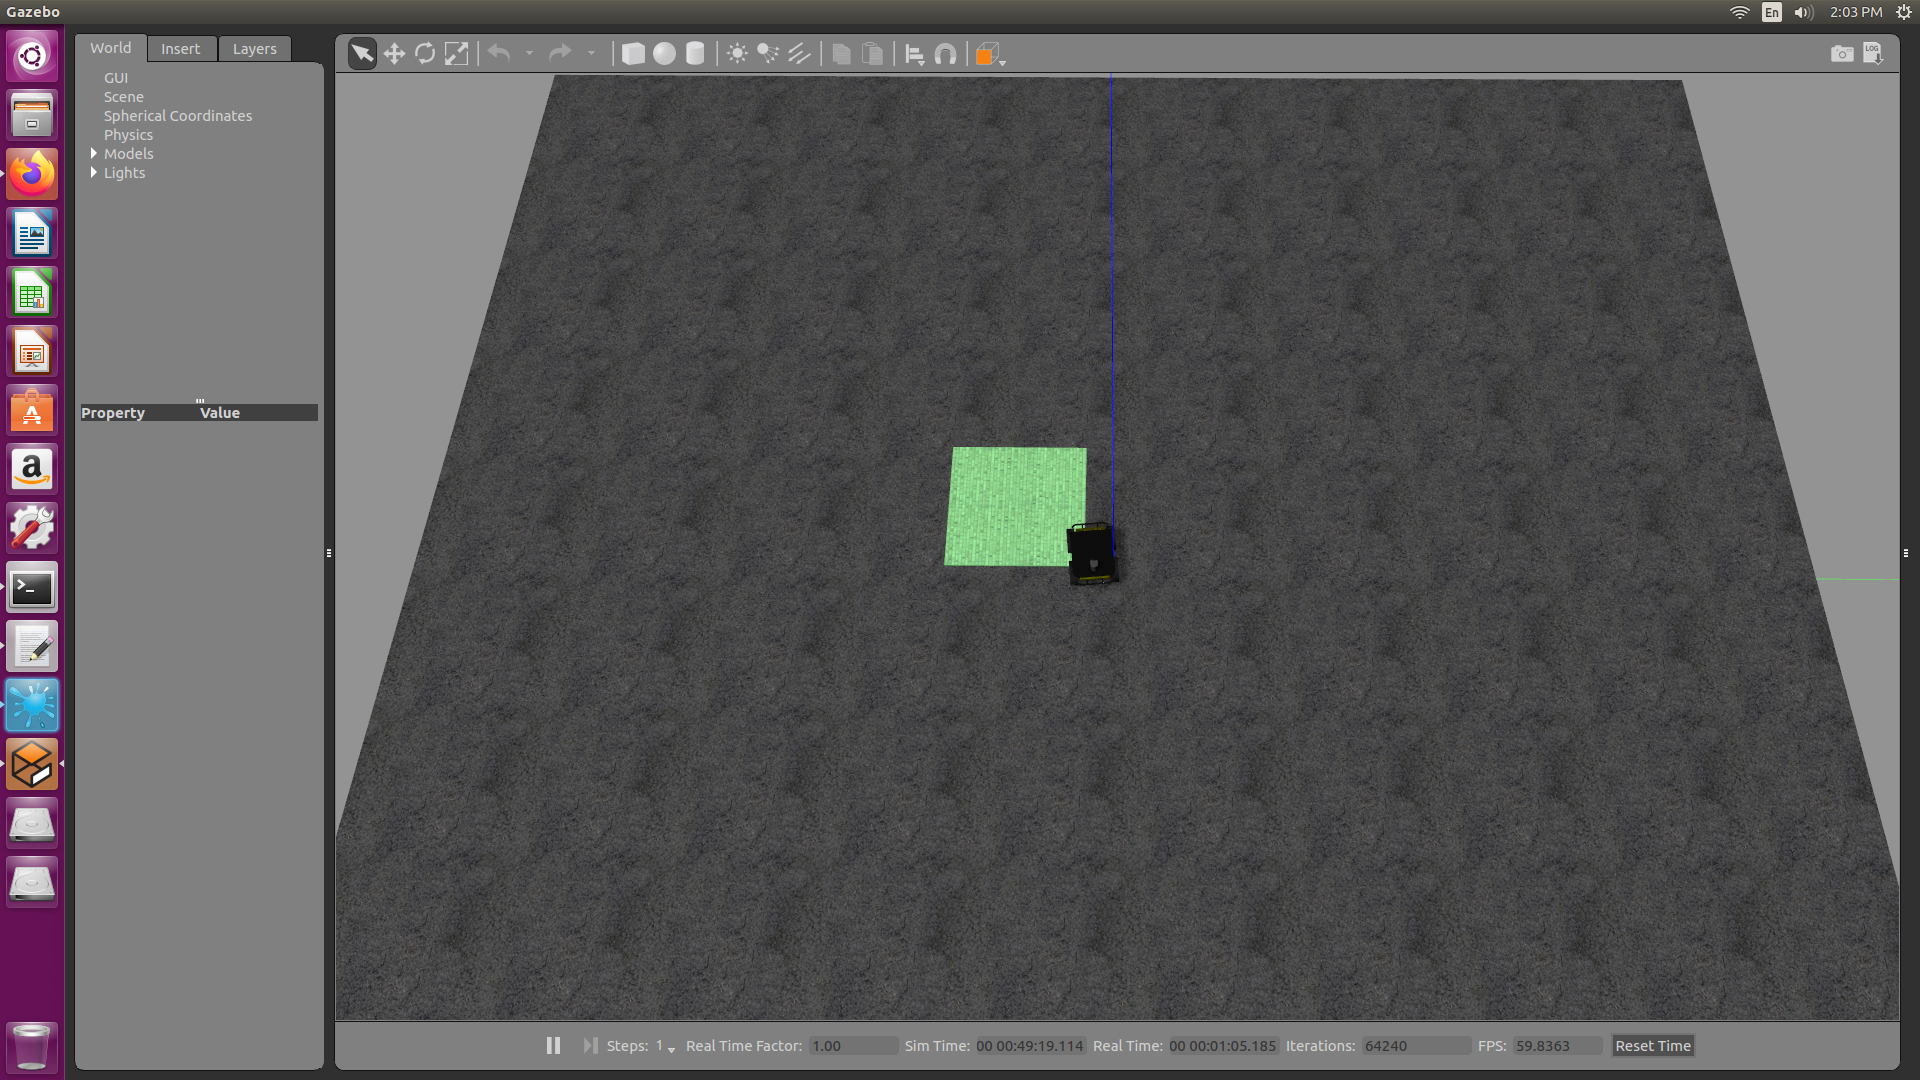 Gazebo
En
2:03 PM
World Insert Layers
LOG
GUI
Scene
Spherical Coordinates
Physics
Models
Lights
Property Value
Steps: 1 Real Time Factor: 1.00 Sim Time: 00 00:49:19.114 Real Time: 00 00:01:05.185 Iterations: 64240 FPS: 59.8363 Reset Time